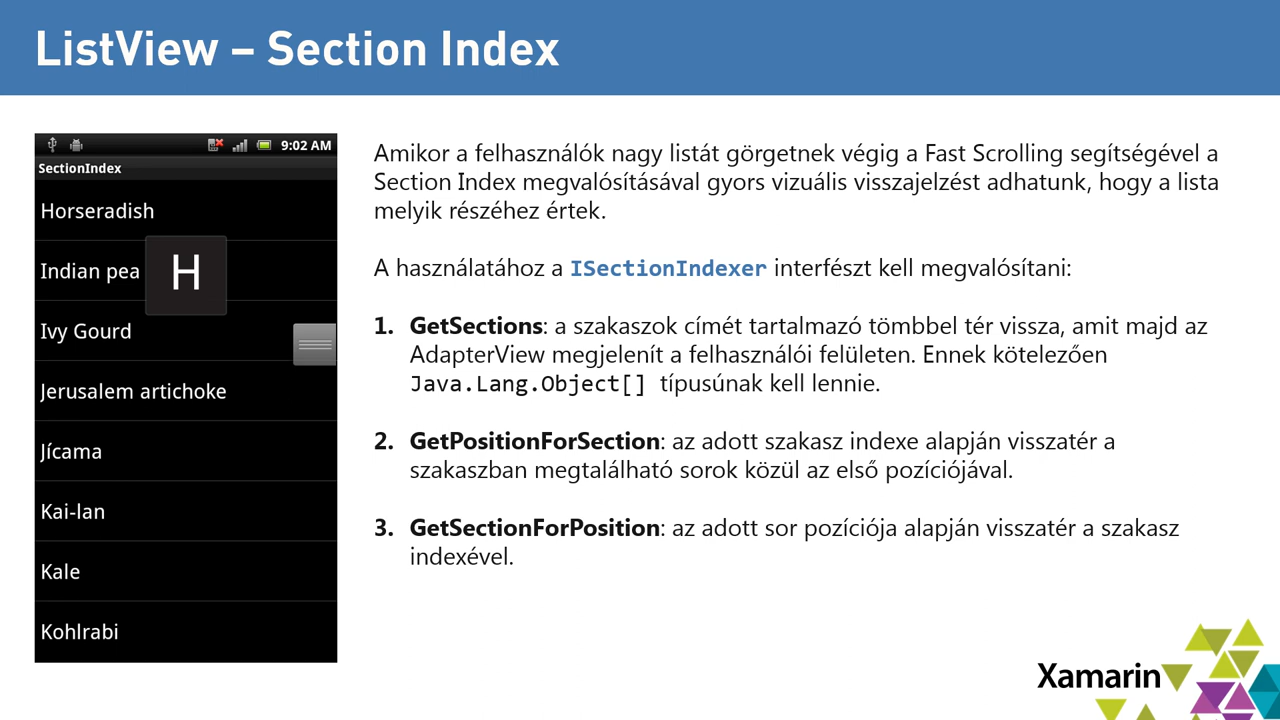 ListView – Section Index
9:02 AM
SectionIndex
Horseradish
Indian pea
H
Ivy Gourd
Jerusalem artichoke
Jícama
Kai-lan
Kale
Kohlrabi
Amikor a felhasználók nagy listát görgetnek végig a Fast Scrolling segítségével a
Section Index megvalósításával gyors vizuális visszajelzést adhatunk, hogy a lista
melyik részéhez értek.
A használatához a ISectionIndexer interfészt kell megvalósítani:
1. GetSections: a szakaszok címét tartalmazó tömbbel tér vissza, amit majd az
AdapterView megjelenít a felhasználói felületen. Ennek kötelezően
Java.Lang.Object[] típusúnak kell lennie.
2. GetPositionForSection: az adott szakasz indexe alapján visszatér a
szakaszban megtalálható sorok közül az első pozíciójával.
3. GetSectionForPosition: az adott sor pozíciója alapján visszatér a szakasz
indexével.
Xamarin